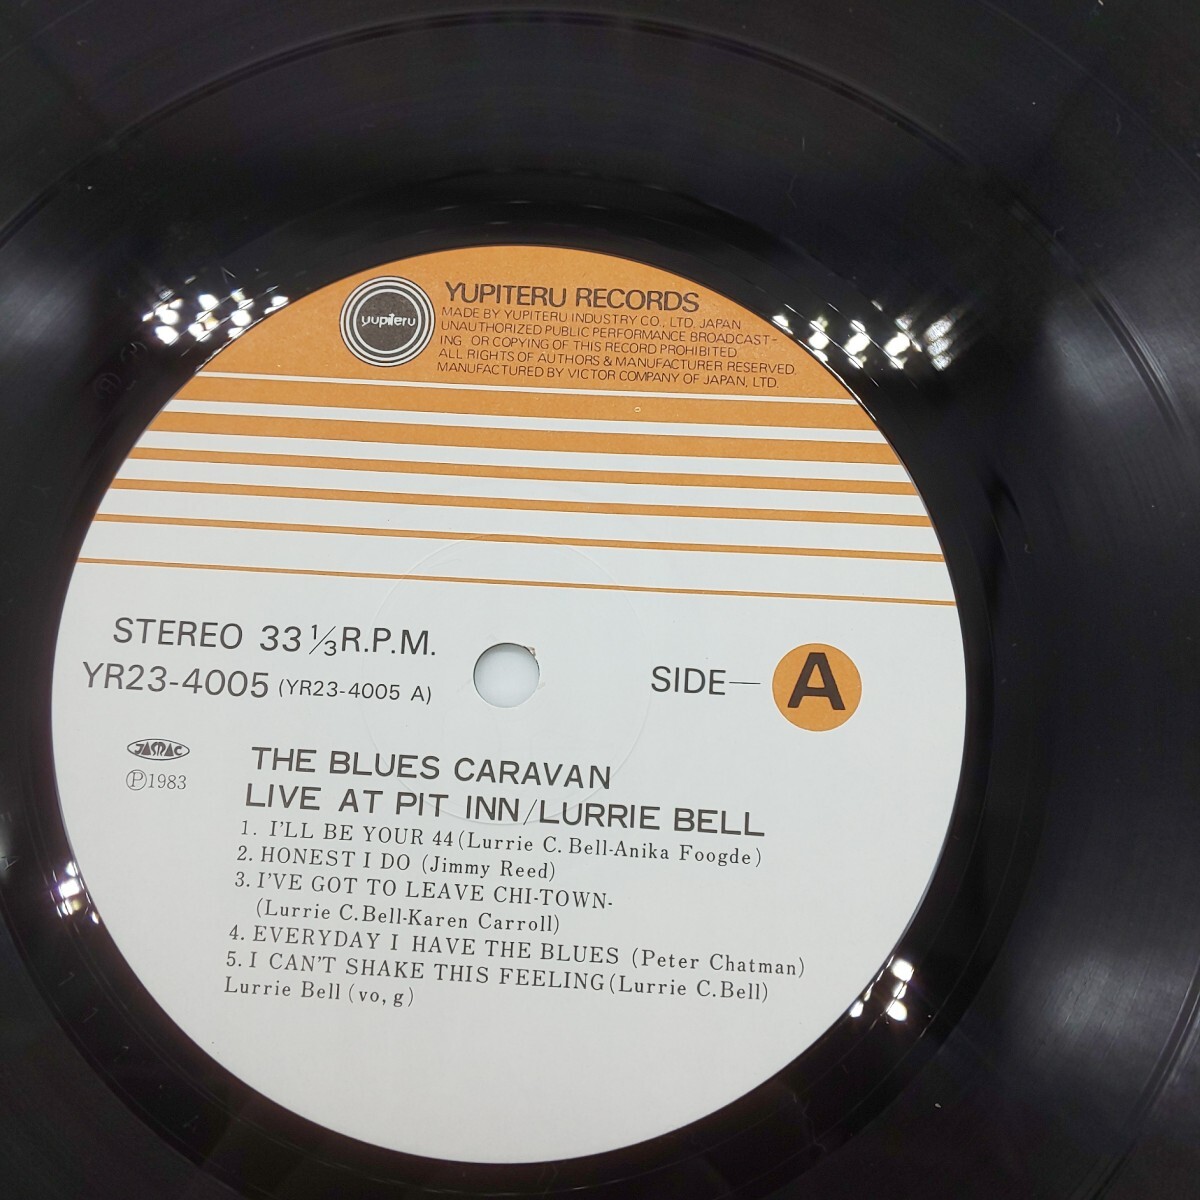 yupiteru
YUPITERU RECORDS
MADE BY YUPITERU INDUSTRY CO., LTD. JAPAN
UNAUTHORIZED PUBLIC PERFORMANCE BROADCAST-
ING OR COPYING OF THIS RECORD PROHIBITED
ALL RIGHTS OF AUTHORS & MANUFACTURER RESERVED.
MANUFACTURED BY VICTOR COMPANY OF JAPAN, LTD.
STEREO 33 1/3 R.P.M.
YR23-4005 (YR23-4005 A)
SIDE—A
JASRAC
Ⓟ1983
THE BLUES CARAVAN
LIVE AT PIT INN/LURRIE BELL
1. I'LL BE YOUR 44 (Lurrie C. Bell-Anika Foogde)
2. HONEST I DO (Jimmy Reed)
3. I'VE GOT TO LEAVE CHI-TOWN-
(Lurrie C.Bell-Karen Carroll)
4. EVERYDAY I HAVE THE BLUES (Peter Chatman)
5. I CAN'T SHAKE THIS FEELING (Lurrie C.Bell)
Lurrie Bell (vo, g)